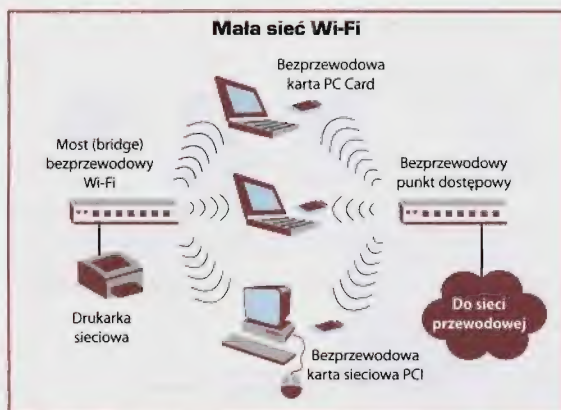 Mała sieć Wi-Fi
Bezprzewodowa
karta PC Card
Most (bridge)
bezprzewodowy
Wi-Fi
Bezprzewodowy
punkt dostępowy
Drukarka
sieciowa
Do sieci
przewodowej
Bezprzewodowa
karta sieciowa PCI